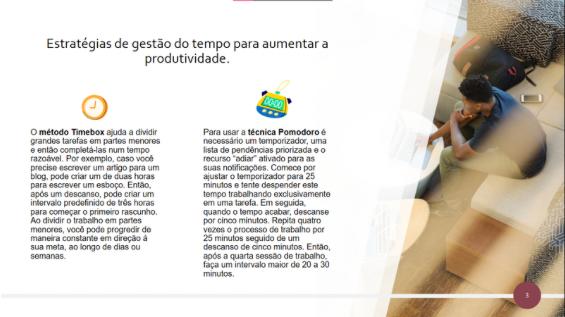 Estratégias de gestão do tempo para aumentar a
produtividade.
O método Timebox ajuda a dividir
grandes tarefas em partes menores
e então completá-las num tempo
razoável. Por exemplo, caso você
precise escrever um artigo para um
blog, pode criar um de duas horas
para escrever um esboço. Então,
após um descanso, pode criar um
intervalo predefinido de três horas
para começar o primeiro rascunho.
Ao dividir o trabalho em partes
menores, você pode progredir de
maneira constante em direção á
sua meta, ao longo de dias ou
semanas.
00:00
Para usar a técnica Pomodoro é
necessário um temporizador, uma
lista de pendências priorizada e o
recurso “adiar” ativado para as
suas notificações. Comece por
ajustar o temporizador para 25
minutos e tente despender este
tempo trabalhando exclusivamente
em uma tarefa. Em seguida,
quando o tempo acabar, descanse
por cinco minutos. Repita quatro
vezes o processo de trabalho por
25 minutos seguido de um
descanso de cinco minutos. Então,
após a quarta sessão de trabalho,
faça um intervalo maior de 20 a 30
minutos.
3